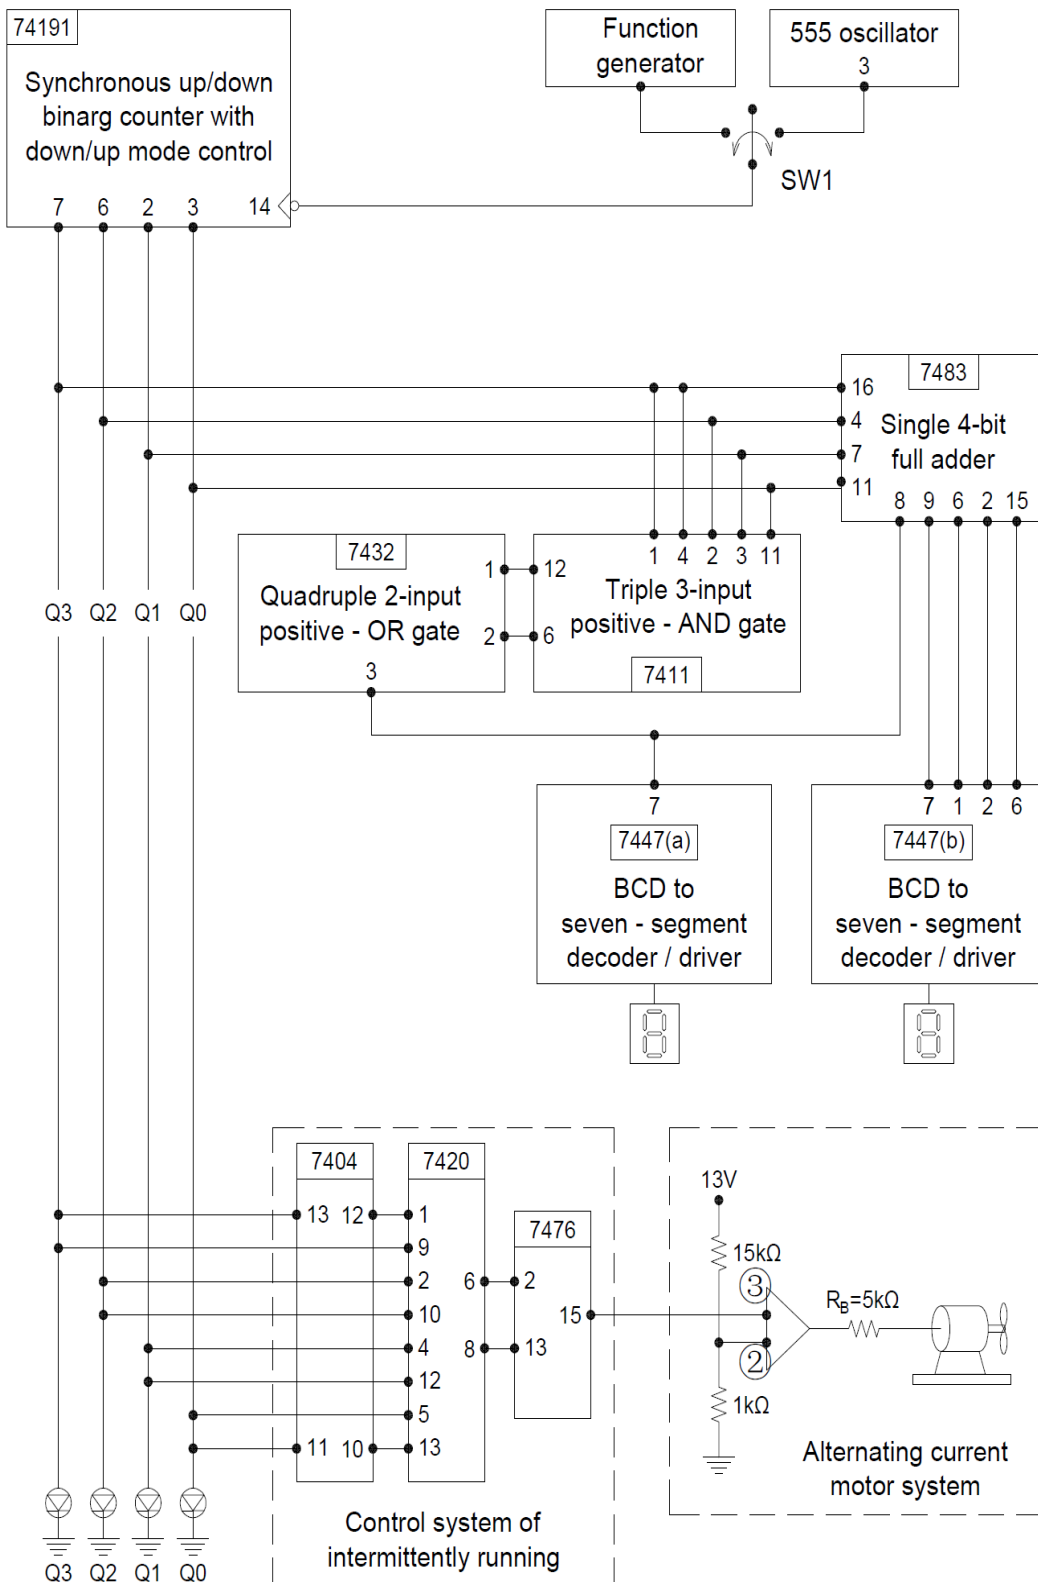 74191
Synchronous up/down
binarg counter with
down/up mode control
7 6 2 3 14
Function
generator
555 oscillator
3
SW1
7483
16
4
7
11
Single 4-bit
full adder
8 9 6 2 15
7432
Quadruple 2-input
positive - OR gate
1
2
3
12
6
1 4 2 3 11
Triple 3-input
positive - AND gate
7411
Q3 Q2 Q1 Q0
7
7447(a)
BCD to
seven - segment
decoder / driver
7 1 2 6
7447(b)
BCD to
seven - segment
decoder / driver
7404
13 12
11 10
7420
1
9
2
10
4
12
5
13
6
8
7476
2
13
15
Control system of
intermittently running
13V
15kΩ
③
②
1kΩ
RB=5kΩ
Alternating current
motor system
Q3 Q2 Q1 Q0